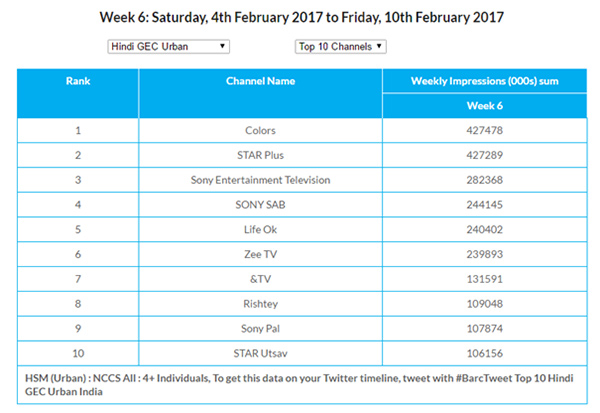 Week 6: Saturday, 4th February 2017 to Friday, 10th February 2017
Hindi GEC Urban Top 10 Channels
Rank Channel Name Weekly Impressions (000s) sum
Week 6
1 Colors 427478
2 STAR Plus 427289
3 Sony Entertainment Television 282368
4 SONY SAB 244145
5 Life Ok 240402
6 Zee TV 239893
7 &TV 131591
8 Rishtey 109048
9 Sony Pal 107874
10 STAR Utsav 106156
HSM (Urban) : NCCS All : 4+ Individuals, To get this data on your Twitter timeline, tweet with #BarcTweet Top 10 Hindi
GEC Urban India